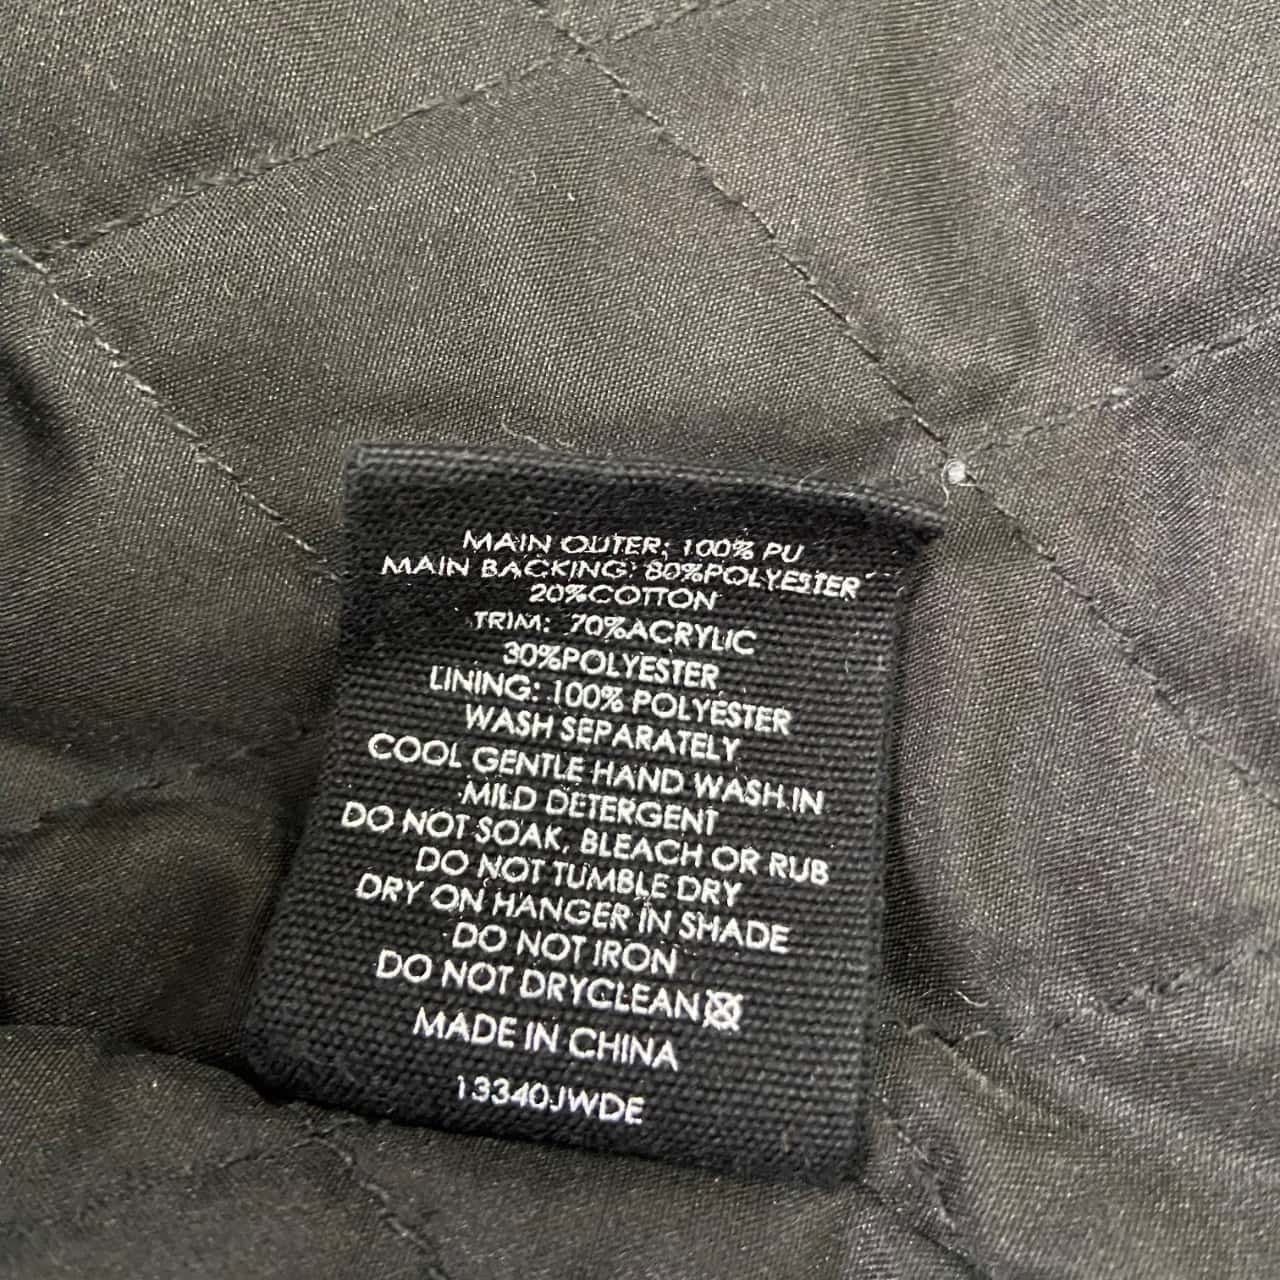 MAIN OUTER: 100% PU
MAIN BACKING: 80%POLYESTER
20%COTTON
TRIM: 70%ACRYLIC
30%POLYESTER
LINING: 100% POLYESTER
WASH SEPARATELY
COOL GENTLE HAND WASH IN
MILD DETERGENT
DO NOT SOAK, BLEACH OR RUB
DO NOT TUMBLE DRY
DRY ON HANGER IN SHADE
DO NOT IRON
DO NOT DRYCLEAN
MADE IN CHINA
13340JWDE